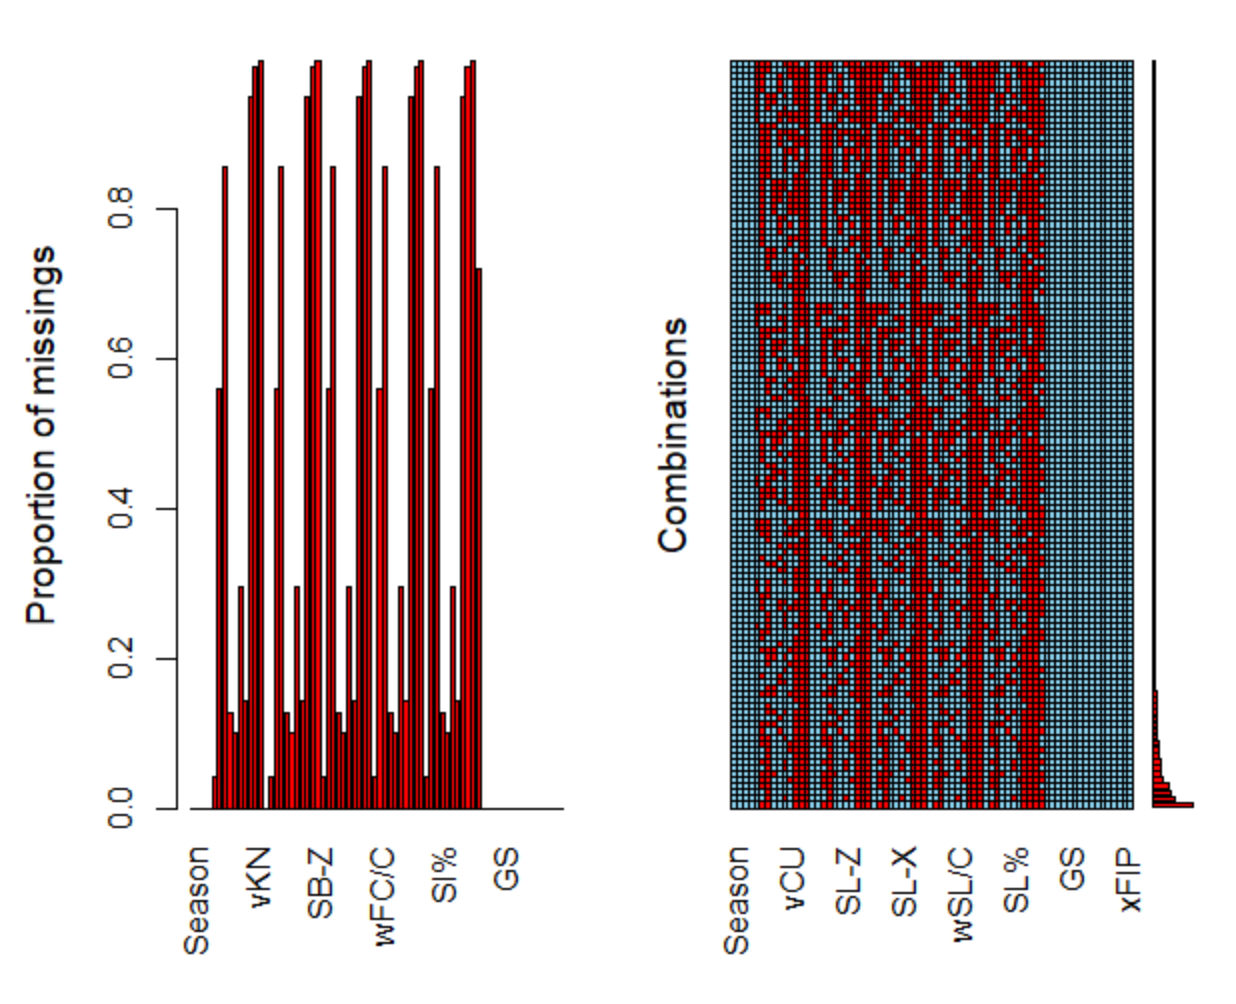 Proportion of missings
0.8
0.6
0.4
0.2
0.0
Season
vKN
SB-Z
wFC/C
SI%
GS
Combinations
Season
vCU
SL-Z
SL-X
wSL/C
SL%
GS
xFIP